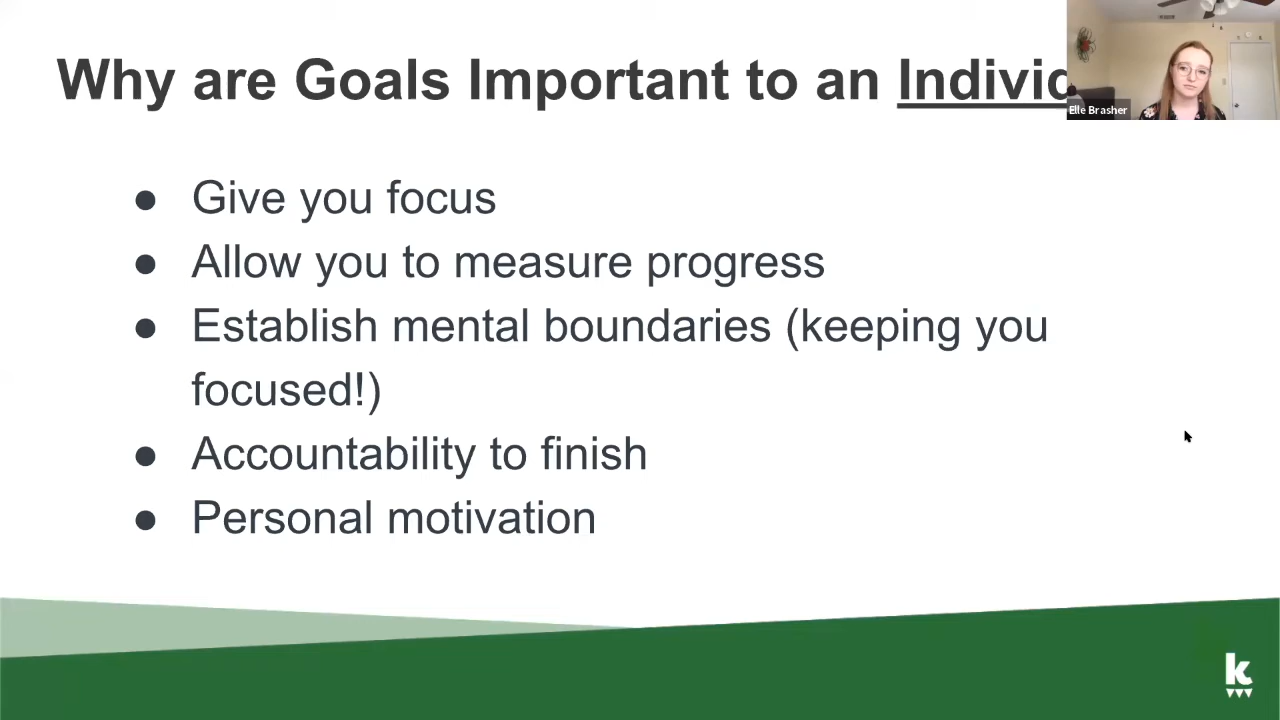 Why are Goals Important to an Individ
Elle Brasher
● Give you focus
● Allow you to measure progress
● Establish mental boundaries (keeping you
focused!)
● Accountability to finish
● Personal motivation
k